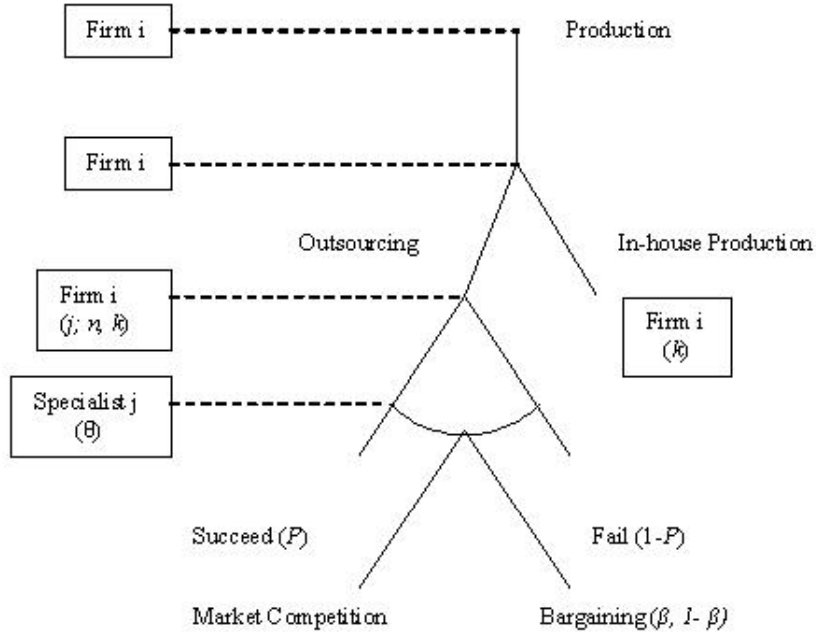 Firm i
Production
Firm i
Outsourcing
In-house Production
Firm i
(j; n, k)
Firm i
(k)
Specialist j
(θ)
Succeed (P)
Fail (1-P)
Market Competition
Bargaining (β, 1- β)